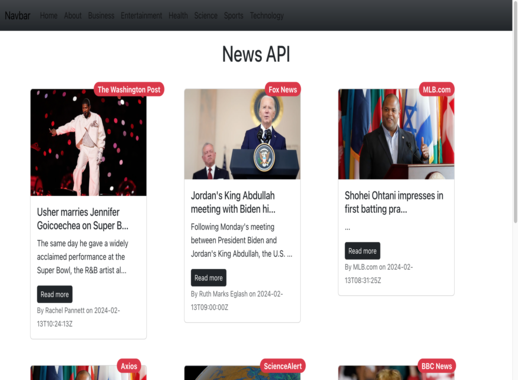 Navbar Home About Business Entertainment Health Science Sports Technology
News API
The Washington Post
Usher marries Jennifer
Goicoechea on Super B...
The same day he gave a widely
acclaimed performance at the
Super Bowl, the R&B artist al...
Read more
By Rachel Pannett on 2024-02-
13T10:24:13Z
Fox News
Jordan's King Abdullah
meeting with Biden hi...
Following Monday's meeting
between President Biden and
Jordan's King Abdullah, the U.S. ...
Read more
By Ruth Marks Eglash on 2024-02-
13T09:00:00Z
MLB.com
Shohei Ohtani impresses in
first batting pra...
...
Read more
By MLB.com on 2024-02-
13T08:31:25Z
Axios
ScienceAlert
BBC News